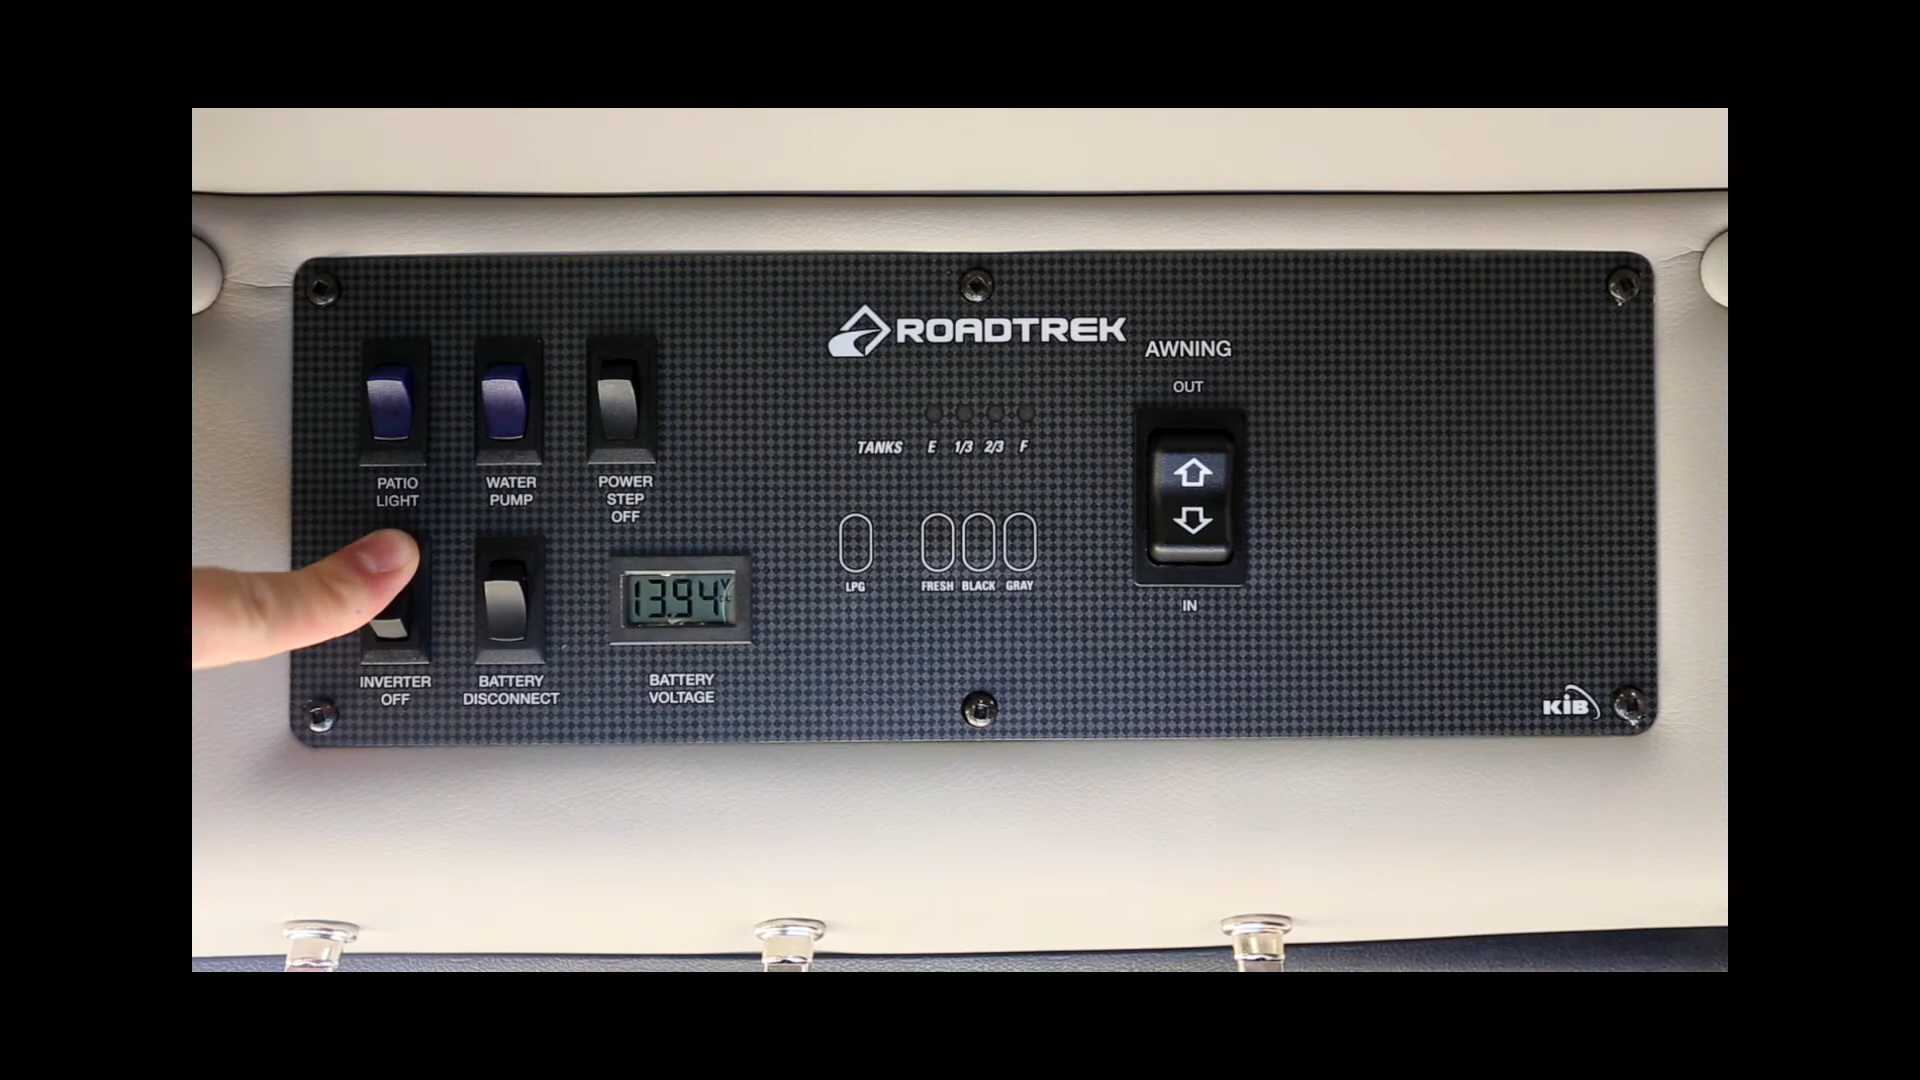 ROADTREK
AWNING
OUT
TANKS E 1/3 2/3 F
PATIO
LIGHT
WATER
PUMP
POWER
STEP
OFF
LPG
FRESH BLACK GRAY
13.94 V
IN
INVERTER
OFF
BATTERY
DISCONNECT
BATTERY
VOLTAGE
KIB